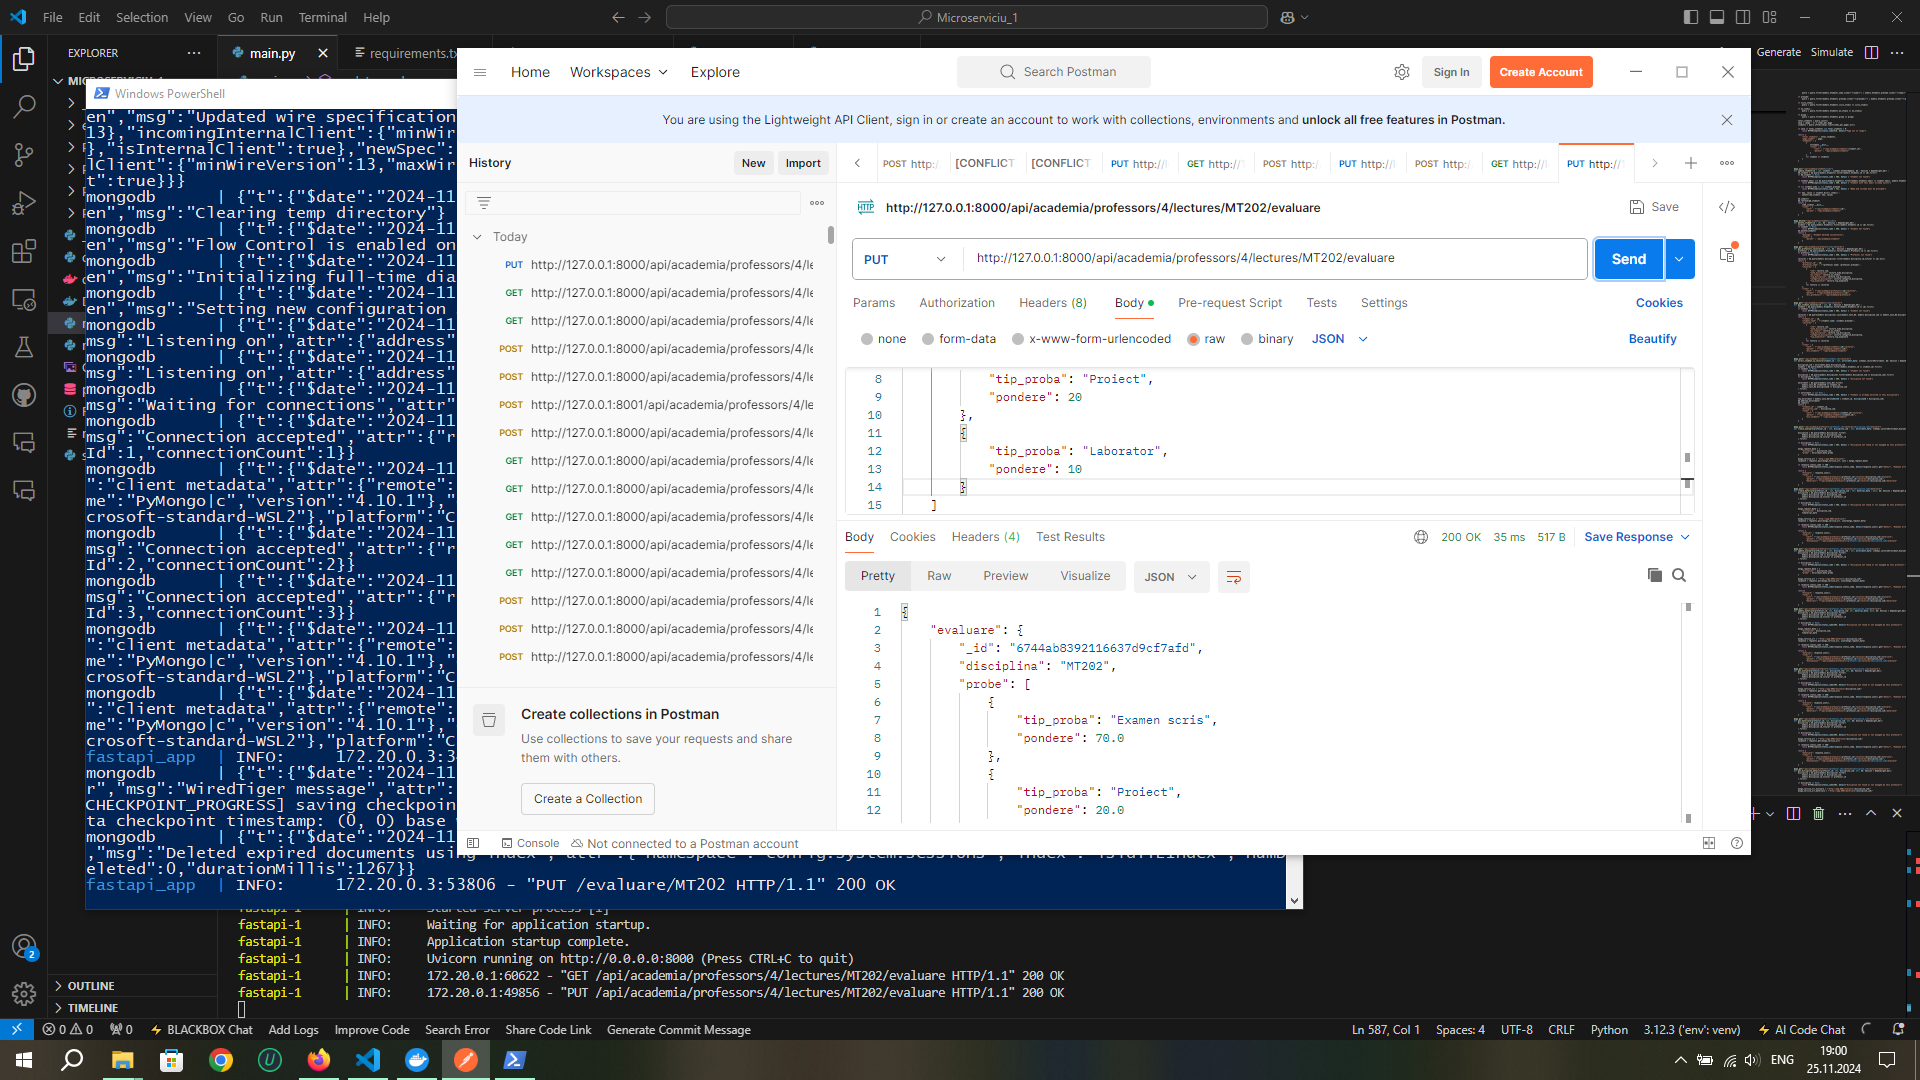 File Edit Selection View Go Run Terminal Help
Microserviciu_1
EXPLORER
main.py
requirements.tx
Generate Simulate
Windows PowerShell
en","msg":"Updated wire specification
13},"incomingInternalClient":{"minWir
},"isInternalClient":true},"newSpec":
lClient":{"minWireVersion":13,"maxWir
t":true}}}
mongodb | {"t":{"$date":"2024-11
en","msg":"Clearing temp directory"}
mongodb | {"t":{"$date":"2024-11
en","msg":"Flow Control is enabled on
mongodb | {"t":{"$date":"2024-11
en","msg":"Initializing full-time dia
mongodb | {"t":{"$date":"2024-11
en","msg":"Setting new configuration
mongodb | {"t":{"$date":"2024-11
msg":"Listening on","attr":{"address"
mongodb | {"t":{"$date":"2024-11
msg":"Listening on","attr":{"address"
mongodb | {"t":{"$date":"2024-11
msg":"Waiting for connections","attr"
mongodb | {"t":{"$date":"2024-11
msg":"Connection accepted","attr":{"r
Id":1,"connectionCount":1}}
mongodb | {"t":{"$date":"2024-11
":"client metadata","attr":{"remote":
me":"PyMongo|c","version":"4.10.1"},"
crosoft-standard-WSL2"},"platform":"C
mongodb | {"t":{"$date":"2024-11
msg":"Connection accepted","attr":{"r
Id":2,"connectionCount":2}}
mongodb | {"t":{"$date":"2024-11
msg":"Connection accepted","attr":{"r
Id":3,"connectionCount":3}}
mongodb | {"t":{"$date":"2024-11
":"client metadata","attr":{"remote":
me":"PyMongo|c","version":"4.10.1"},"
crosoft-standard-WSL2"},"platform":"C
mongodb | {"t":{"$date":"2024-11
":"client metadata","attr":{"remote":
me":"PyMongo|c","version":"4.10.1"},"
crosoft-standard-WSL2"},"platform":"C
fastapi_app | INFO: 172.20.0.3:3
mongodb | {"t":{"$date":"2024-11
r","msg":"WiredTiger message","attr":
CHECKPOINT_PROGRESS] saving checkpoin
ta checkpoint timestamp: (0, 0) base
mongodb | {"t":{"$date":"2024-11
,"msg":"Deleted expired documents using index","attr":{"namespace":"config.system.sessions","index":"lsidTTLIndex","numD
eleted":0,"durationMillis":1267}}
fastapi_app | INFO: 172.20.0.3:53806 - "PUT /evaluare/MT202 HTTP/1.1" 200 OK
Home Workspaces Explore
Search Postman
Sign In Create Account
You are using the Lightweight API Client, sign in or create an account to work with collections, environments and unlock all free features in Postman.
History New Import
Today
PUT http://127.0.0.1:8000/api/academia/professors/4/le
GET http://127.0.0.1:8000/api/academia/professors/4/le
GET http://127.0.0.1:8000/api/academia/professors/4/le
POST http://127.0.0.1:8000/api/academia/professors/4/le
POST http://127.0.0.1:8000/api/academia/professors/4/le
POST http://127.0.0.1:8001/api/academia/professors/4/le
POST http://127.0.0.1:8000/api/academia/professors/4/le
GET http://127.0.0.1:8000/api/academia/professors/4/le
GET http://127.0.0.1:8000/api/academia/professors/4/le
GET http://127.0.0.1:8000/api/academia/professors/4/le
GET http://127.0.0.1:8000/api/academia/professors/4/le
GET http://127.0.0.1:8000/api/academia/professors/4/le
POST http://127.0.0.1:8000/api/academia/professors/4/le
POST http://127.0.0.1:8000/api/academia/professors/4/le
POST http://127.0.0.1:8000/api/academia/professors/4/le
Create collections in Postman
Use collections to save your requests and share
them with others.
Create a Collection
POST http:/ [CONFLICT [CONFLICT PUT http://l GET http://1 POST http:/ PUT http://l POST http:/ GET http://l PUT http://1
HTTP http://127.0.0.1:8000/api/academia/professors/4/lectures/MT202/evaluare Save
PUT http://127.0.0.1:8000/api/academia/professors/4/lectures/MT202/evaluare Send
Params Authorization Headers (8) Body Pre-request Script Tests Settings Cookies
none form-data x-www-form-urlencoded raw binary JSON Beautify
8 "tip_proba": "Proiect",
9 "pondere": 20
10 },
11 {
12 "tip_proba": "Laborator",
13 "pondere": 10
14 }
15 ]
Body Cookies Headers (4) Test Results 200 OK 35 ms 517 B Save Response
Pretty Raw Preview Visualize JSON
1 {
2 "evaluare": {
3 "_id": "6744ab8392116637d9cf7afd",
4 "disciplina": "MT202",
5 "probe": [
6 {
7 "tip_proba": "Examen scris",
8 "pondere": 70.0
9 },
10 {
11 "tip_proba": "Proiect",
12 "pondere": 20.0
Console Not connected to a Postman account
fastapi-1 | INFO: Started server process [1]
fastapi-1 | INFO: Waiting for application startup.
fastapi-1 | INFO: Application startup complete.
fastapi-1 | INFO: Uvicorn running on http://0.0.0.0:8000 (Press CTRL+C to quit)
fastapi-1 | INFO: 172.20.0.1:60622 - "GET /api/academia/professors/4/lectures/MT202/evaluare HTTP/1.1" 200 OK
fastapi-1 | INFO: 172.20.0.1:49856 - "PUT /api/academia/professors/4/lectures/MT202/evaluare HTTP/1.1" 200 OK
OUTLINE
TIMELINE
2
0 0 0 BLACKBOX Chat Add Logs Improve Code Search Error Share Code Link Generate Commit Message
Ln 587, Col 1 Spaces: 4 UTF-8 CRLF Python 3.12.3 ('env': venv) AI Code Chat
ENG
19:00
25.11.2024